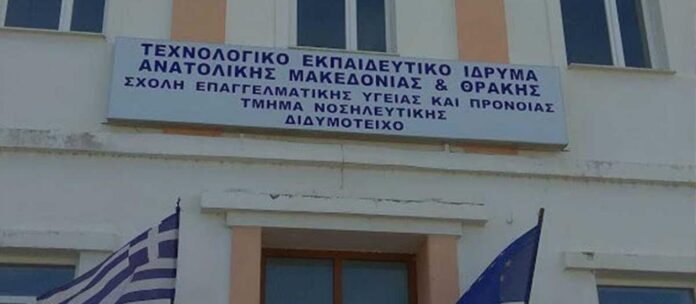 ΤΕΧΝΟΛΟΓΙΚΟ ΕΚΠΑΙΔΕΥΤΙΚΟ ΙΔΡΥΜΑ
ΑΝΑΤΟΛΙΚΗΣ ΜΑΚΕΔΟΝΙΑΣ & ΘΡΑΚΗΣ
ΣΧΟΛΗ ΕΠΑΓΓΕΛΜΑΤΙΚΗΣ ΥΓΕΙΑΣ ΚΑΙ ΠΡΟΝΟΙΑΣ
ΤΜΗΜΑ ΝΟΣΗΛΕΥΤΙΚΗΣ
ΔΙΔΥΜΟΤΕΙΧΟ